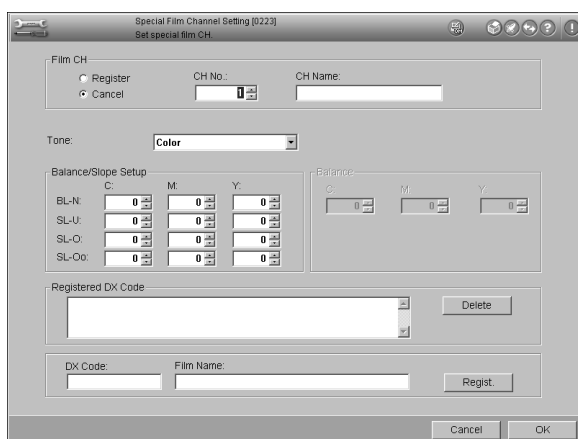 Special Film Channel Setting [0223]
Set special film CH.
Film CH
Register
Cancel
CH No.:
1
CH Name:
Tone:
Color
Balance/Slope Setup
C: M: Y:
BL-N: 0 0 0
SL-U: 0 0 0
SL-O: 0 0 0
SL-Oo: 0 0 0
Balance
C M Y
0 0 0
Registered DX Code
Delete
DX Code:
Film Name:
Regist.
Cancel
OK